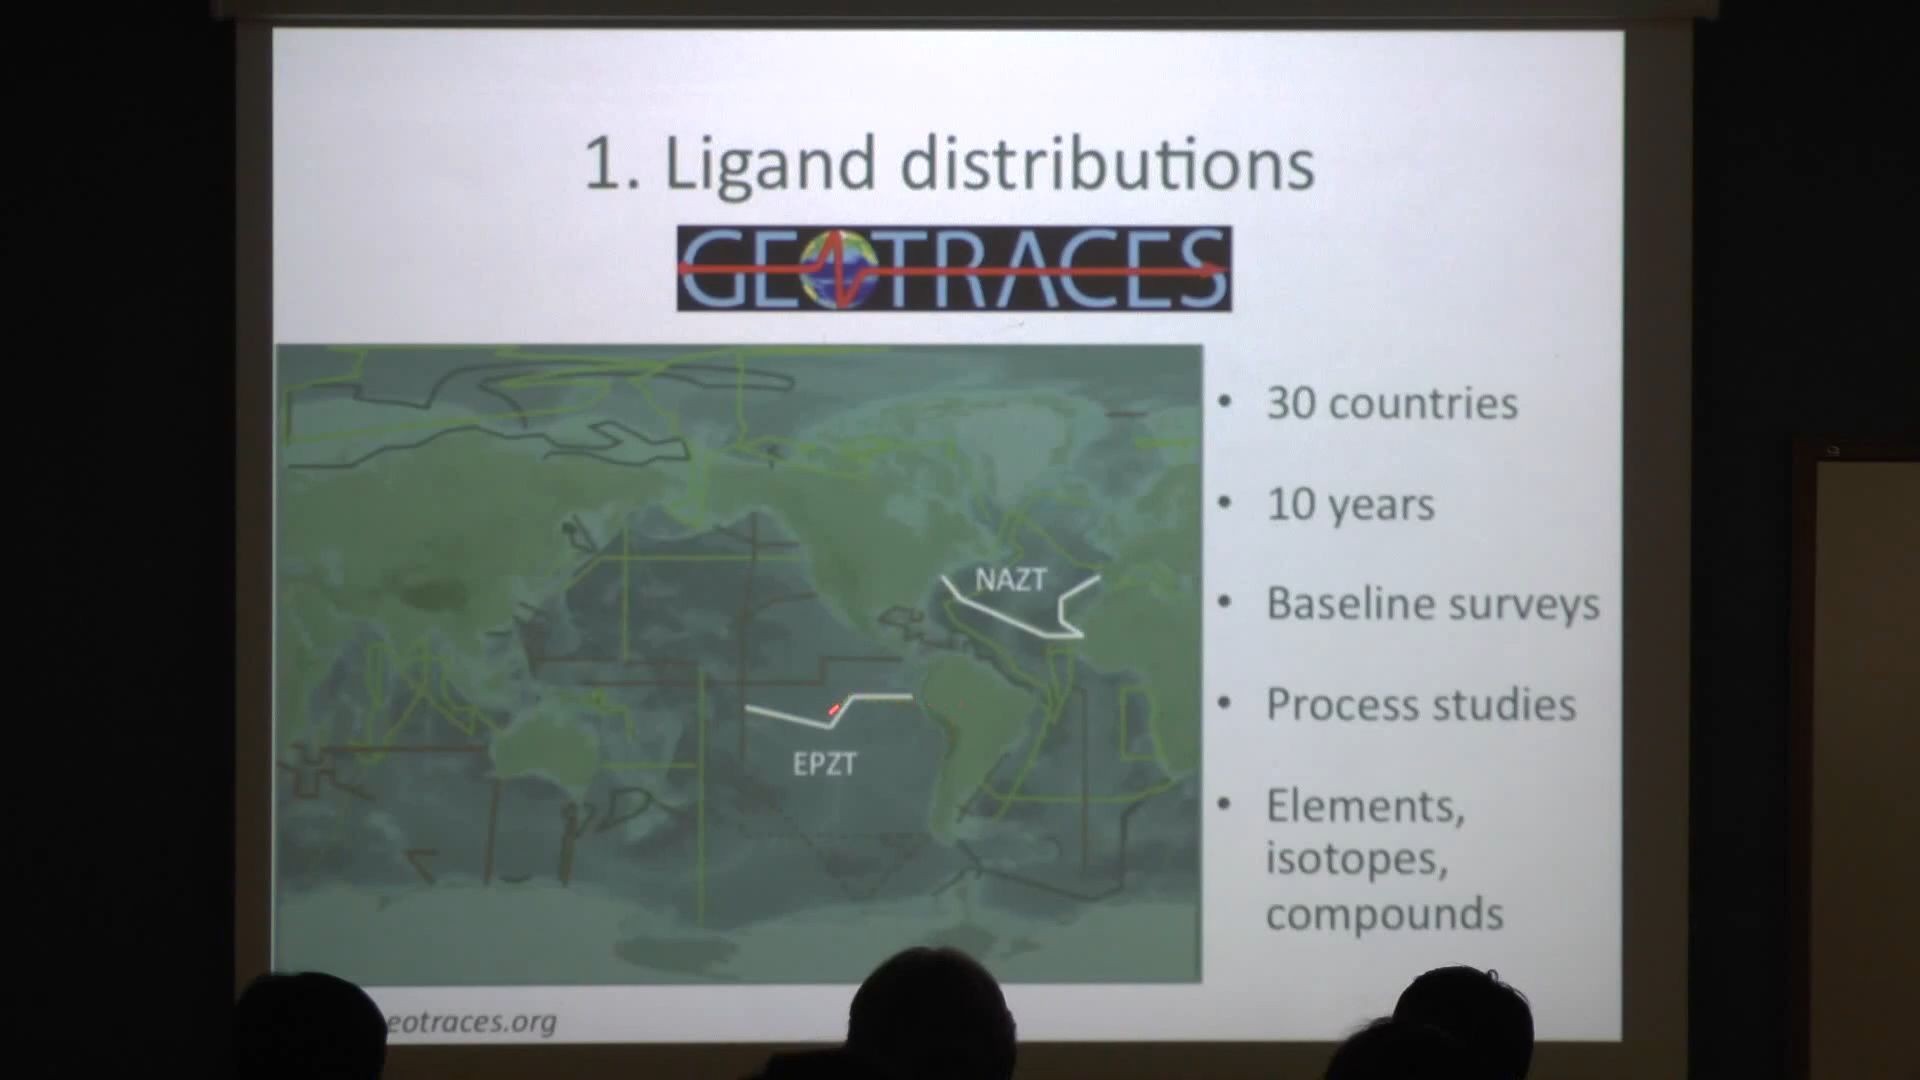 1. Ligand distributions
GEOTRACES
• 30 countries
• 10 years
• Baseline surveys
• Process studies
• Elements,
isotopes,
compounds
NAZT
EPZT
eotraces.org